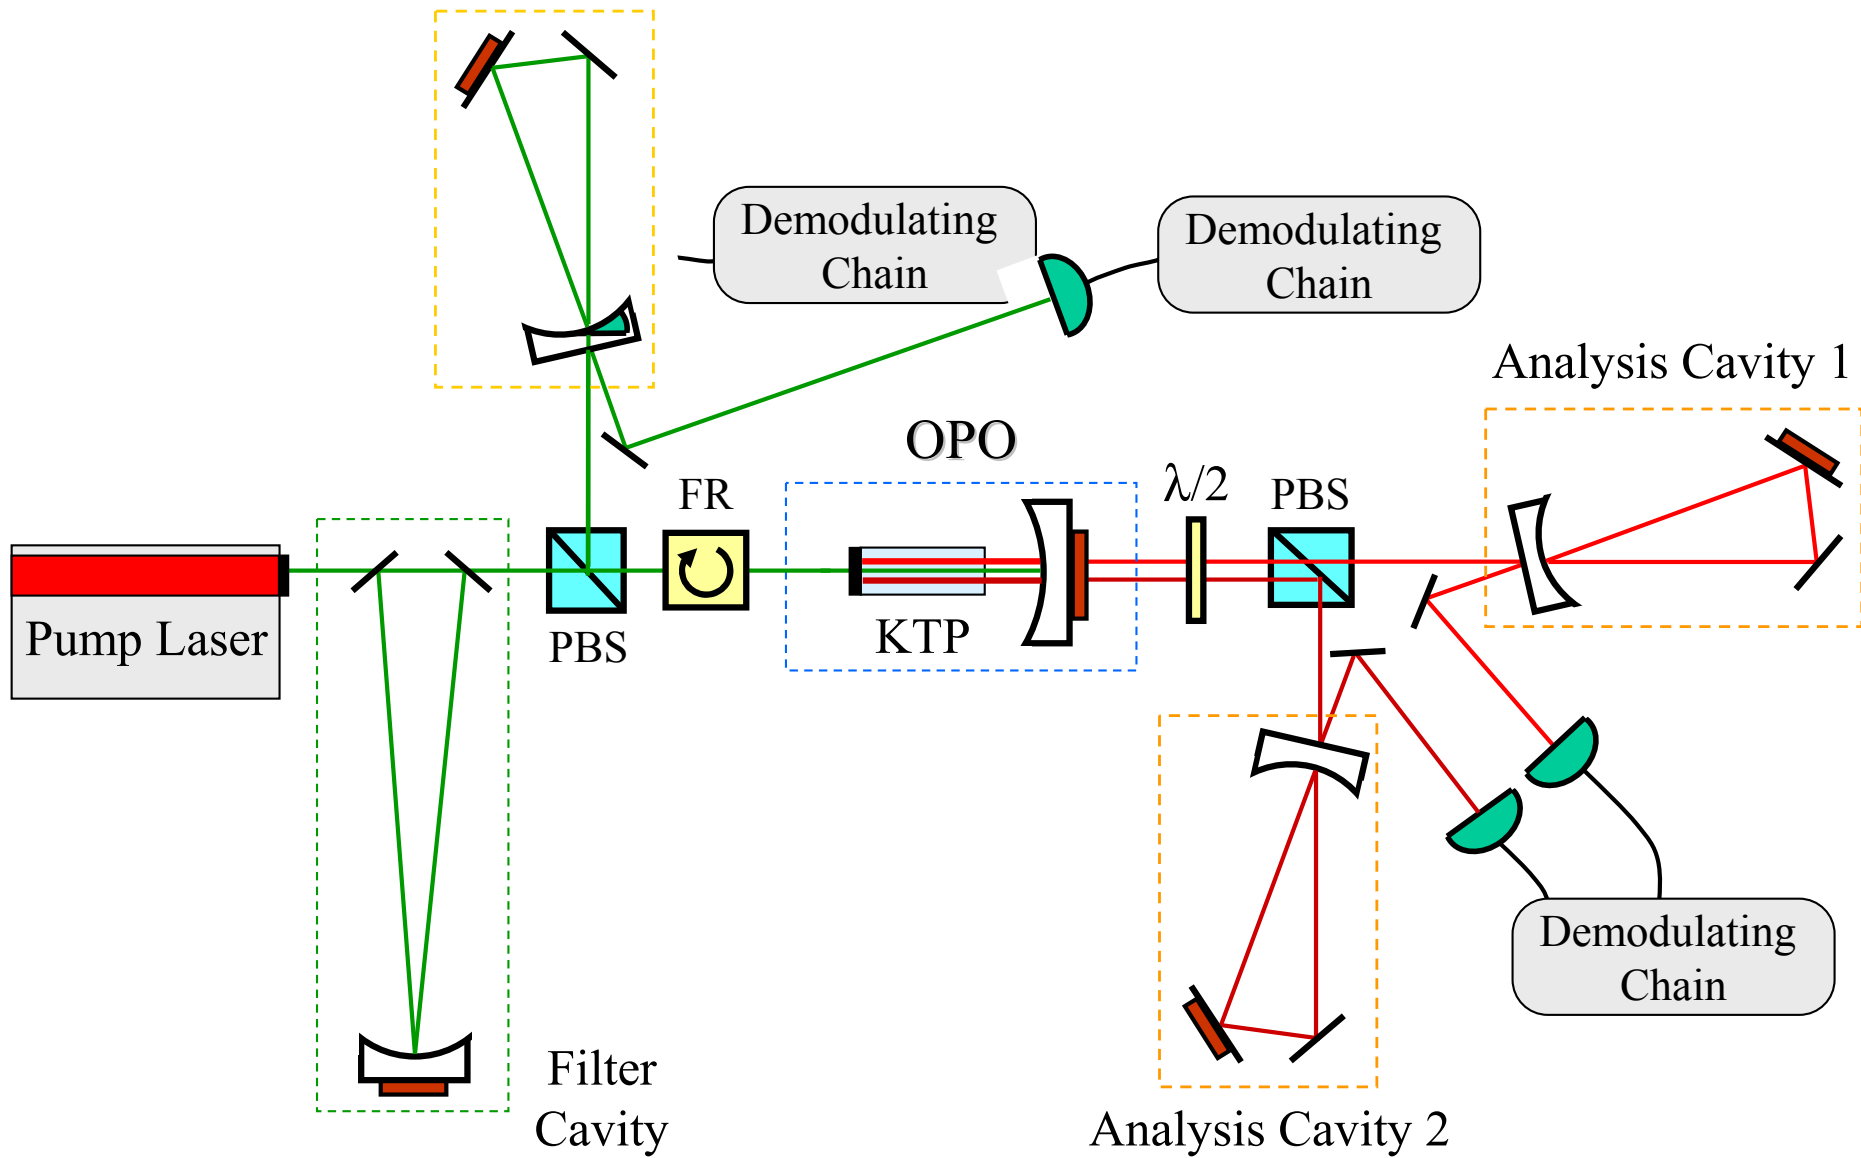 Demodulating
Chain
Demodulating
Chain
Analysis Cavity 1
OPO
FR
λ/2
PBS
Pump Laser
PBS
KTP
Demodulating
Chain
Filter
Cavity
Analysis Cavity 2